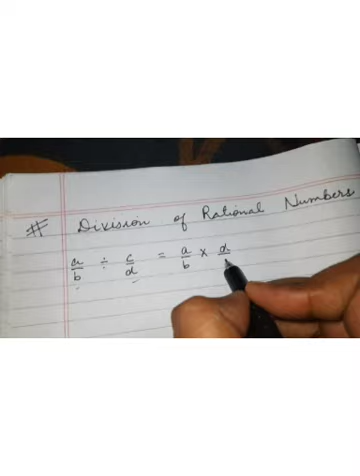 # Division of Rational Numbers
a/b ÷ c/d = a/b × d/